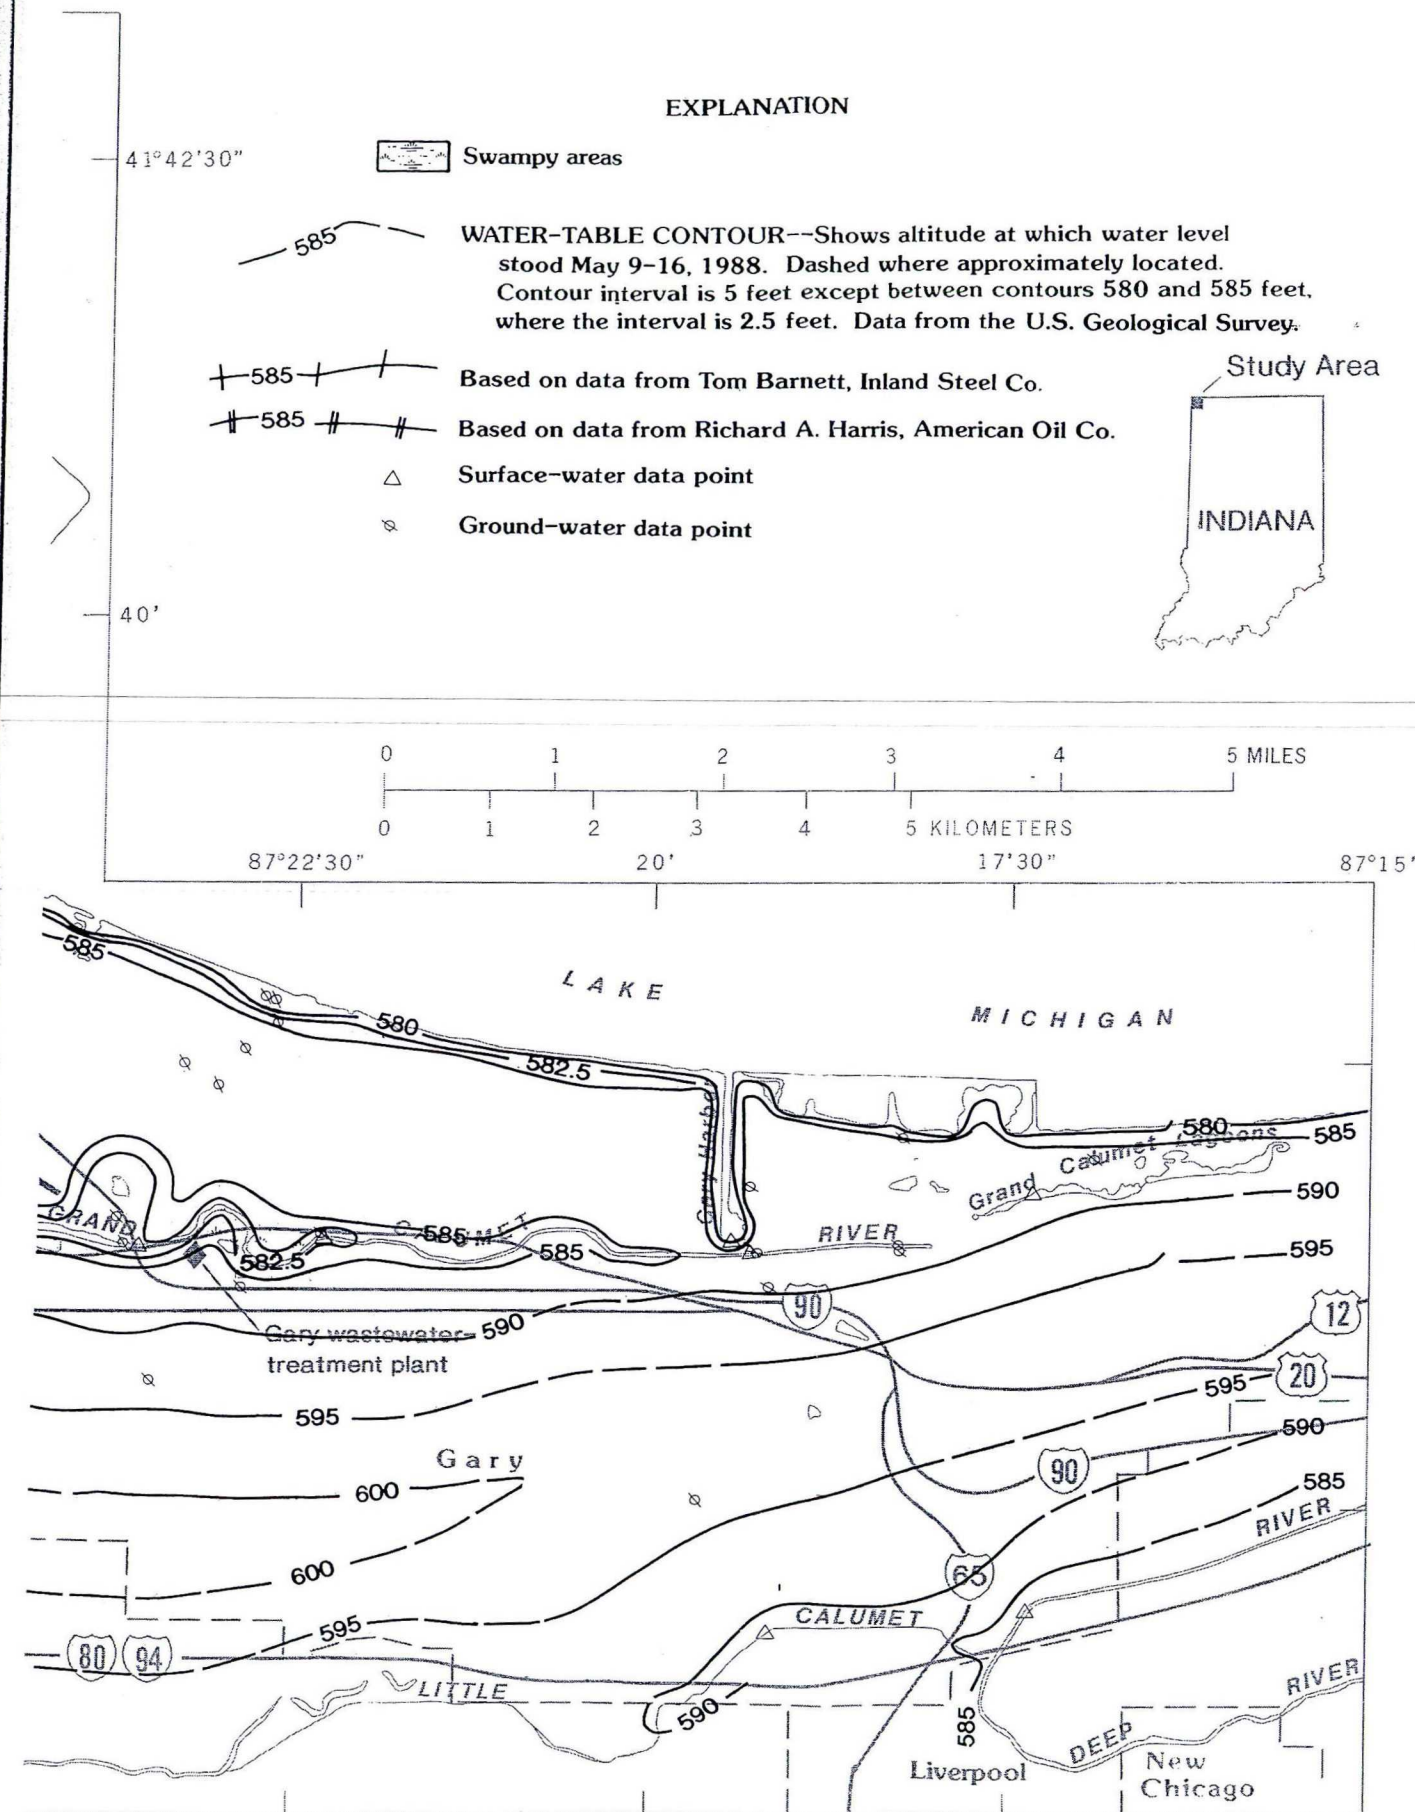 EXPLANATION
41°42'30"
Swampy areas
585
WATER-TABLE CONTOUR--Shows altitude at which water level
stood May 9-16, 1988. Dashed where approximately located.
Contour interval is 5 feet except between contours 580 and 585 feet,
where the interval is 2.5 feet. Data from the U.S. Geological Survey.
Study Area
585
Based on data from Tom Barnett, Inland Steel Co.
585
Based on data from Richard A. Harris, American Oil Co.
Surface-water data point
INDIANA
Ground-water data point
40'
0 1 2 3 4 5 MILES
0 1 2 3 4 5 KILOMETERS
87°22'30" 20' 17'30" 87°15'
585
LAKE
MICHIGAN
580
582.5
Gary Harbor
580
585
Grand Calumet Lagoons
590
GRAND CALUMET RIVER
585
585
582.5
595
90
12
590
Gary wastewater-
treatment plant
20
595
595
590
Gary
90
600
585
RIVER
600
65
595
CALUMET
80 94
LITTLE
590
585
RIVER
DEEP
Liverpool
New
Chicago